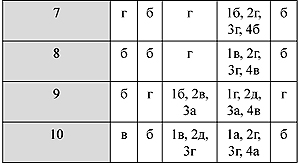 7 г б г 1б, 2г, б
3г, 4б
8 б б г 1в, 2г, б
3г, 4в
9 б г 1б, 2в, 1г, 2д, г
3а 3а, 4в
10 в б 1в, 2д, 1а, 2г, б
3г 3г, 4а